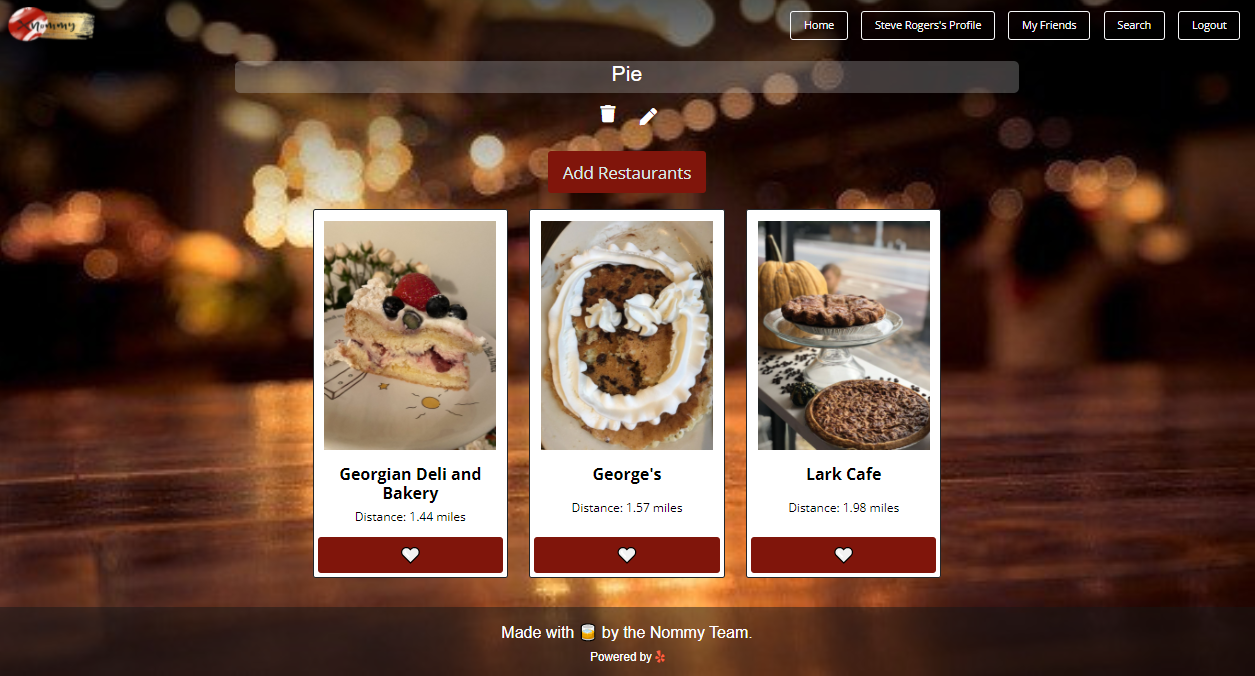 Nommy
Home
Steve Rogers's Profile
My Friends
Search
Logout
Pie
Add Restaurants
Georgian Deli and
Bakery
Distance: 1.44 miles
George's
Distance: 1.57 miles
Lark Cafe
Distance: 1.98 miles
Made with 🥃 by the Nommy Team.
Powered by